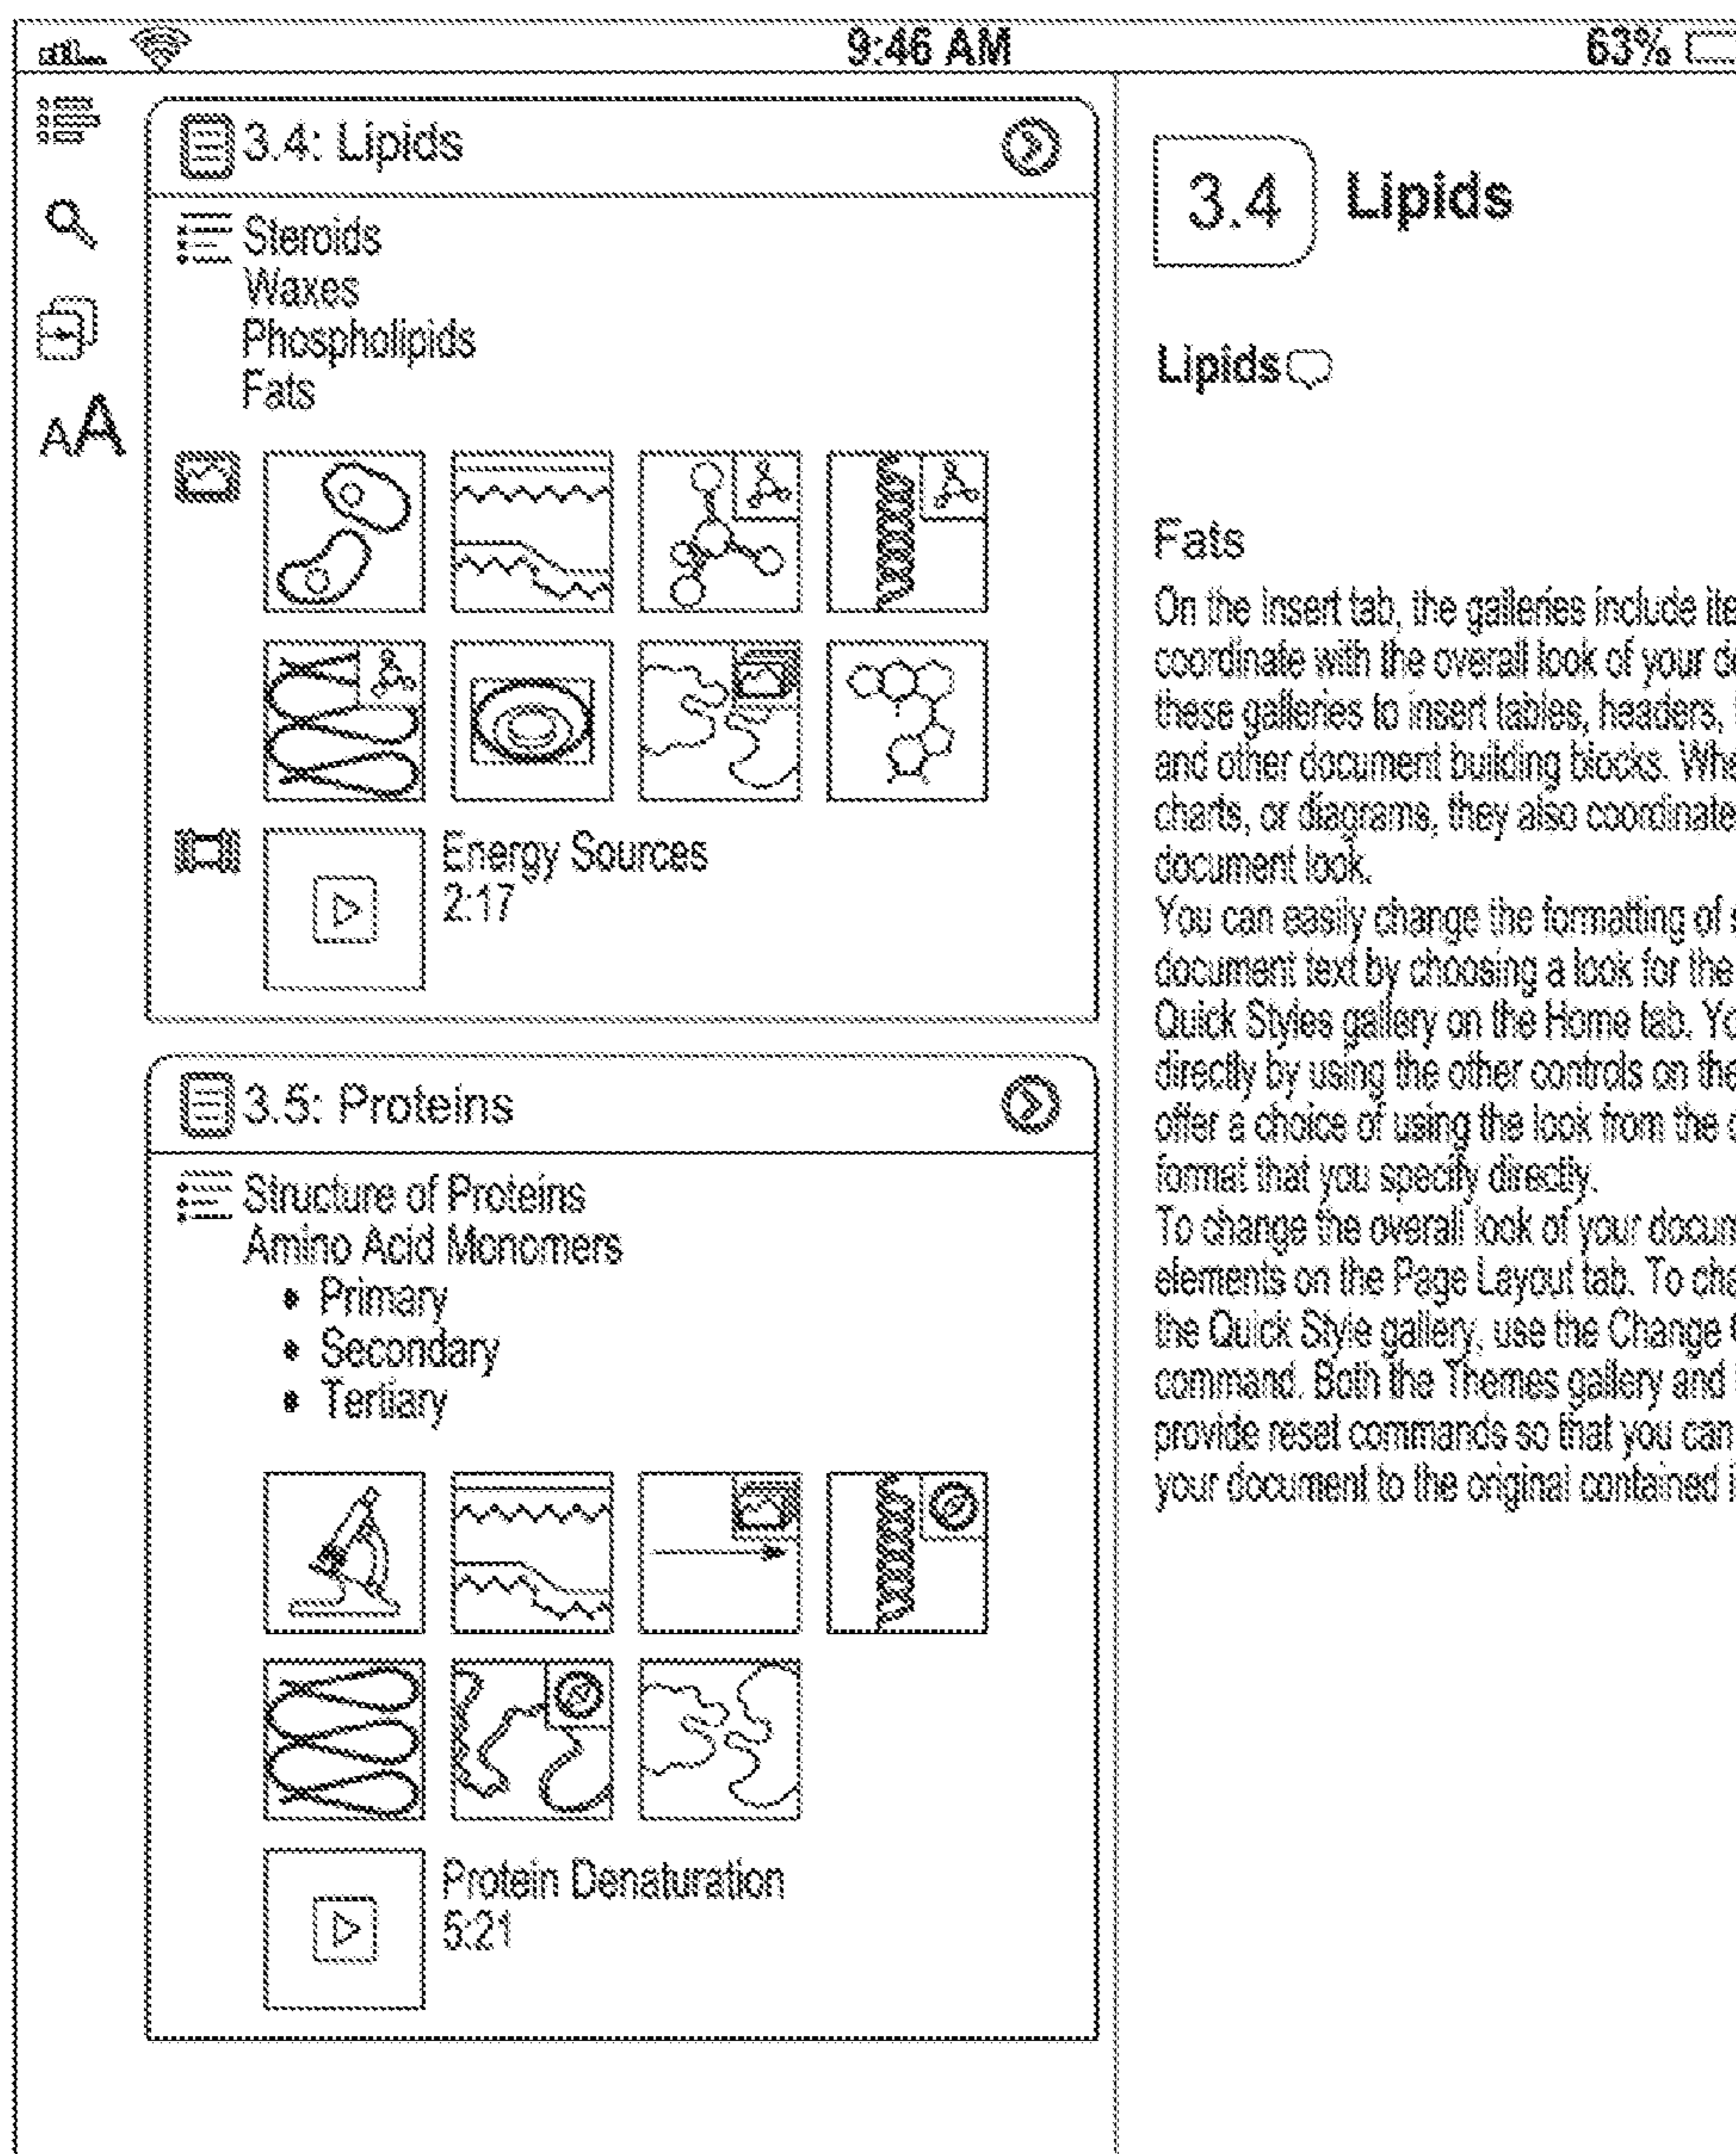 9:46 AM
63%
AA
3.4: Lipids
Steroids
Waxes
Phospholipids
Fats
Energy Sources
2:17
3.5: Proteins
Structure of Proteins
Amino Acid Monomers
• Primary
• Secondary
• Tertiary
Protein Denaturation
5:21
3.4 Lipids
Lipids
Fats
On the insert tab, the galleries include
coordinate with the overall look of your
these galleries to insert tables, headers,
and other document building blocks.
charts, or diagrams, they also coordinate
document look.
You can easily change the formatting of
document text by choosing a look for the
Quick Styles gallery on the Home tab.
directly by using the other controls on the
offer a choice of using the look from the
format that you specify directly.
To change the overall look of your
elements on the Page Layout tab. To
the Quick Style gallery, use the Change
command. Both the Themes gallery and
provide reset commands so that you can
your document to the original contained